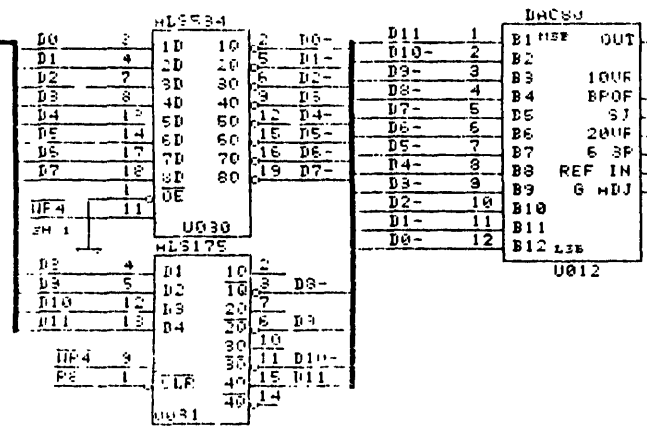 ALS534
D0 3 1D 1Q 2 D0-
D1 4 2D 2Q 5 D1-
D2 7 3D 3Q 6 D2-
D3 8 4D 4Q 9 D3
D4 13 5D 5Q 12 D4-
D5 14 6D 6Q 15 D5-
D6 17 7D 7Q 16 D6-
D7 18 8D 8Q 19 D7-
1 OE
WR4 11
SH 1
U030
ALS175
D8 4 D1 1Q 2
D9 5 D2 1Q 3 D8-
D10 12 D3 2Q 7
D11 13 D4 2Q 6 D9
3Q 10
WR4 9 3Q 11 D10-
1 CLR 4Q 15 D11
4Q 14
U031
DAC80
D11 1 B1 MSB OUT
D10- 2 B2
D9- 3 B3 10VR
D8- 4 B4 BPOF
D7- 5 B5 SJ
D6- 6 B6 20VR
D5- 7 B7
D4- 8 B8 REF IN
D3- 9 B9 G ADJ
D2- 10 B10
D1- 11 B11
D0- 12 B12 LSB
U012